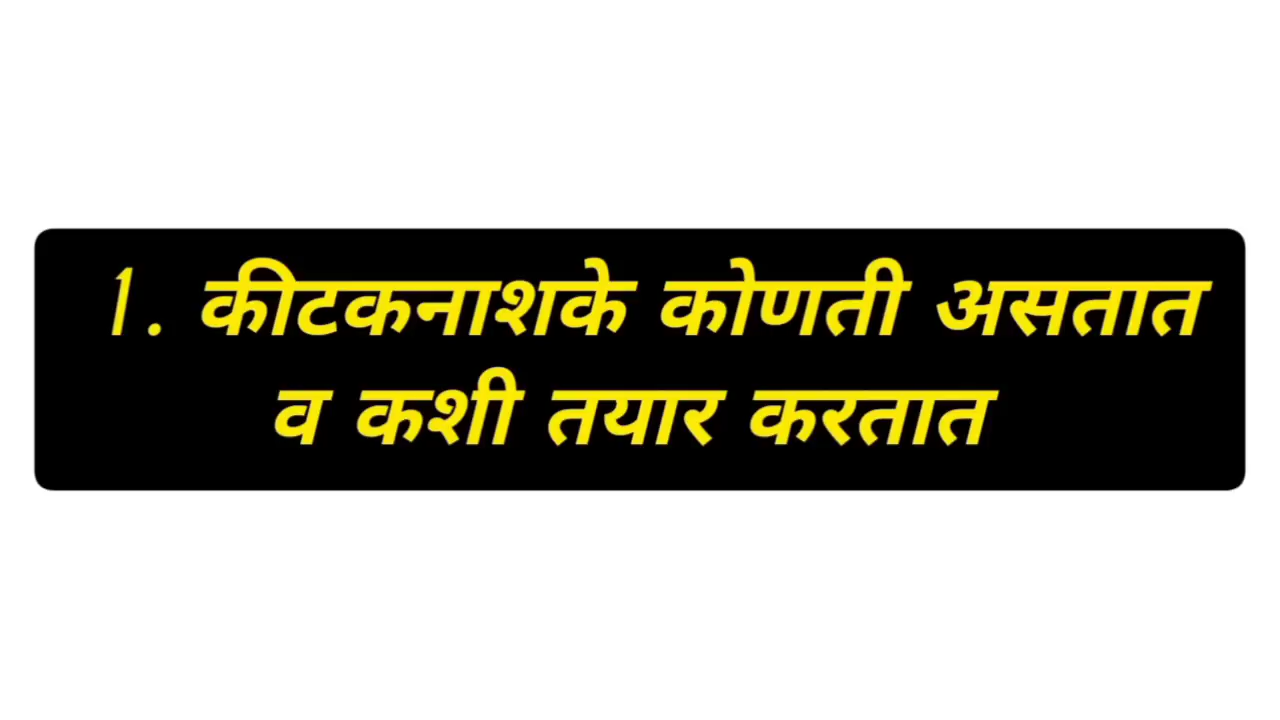 1. कीटकनाशके कोणती असतात
व कशी तयार करतात